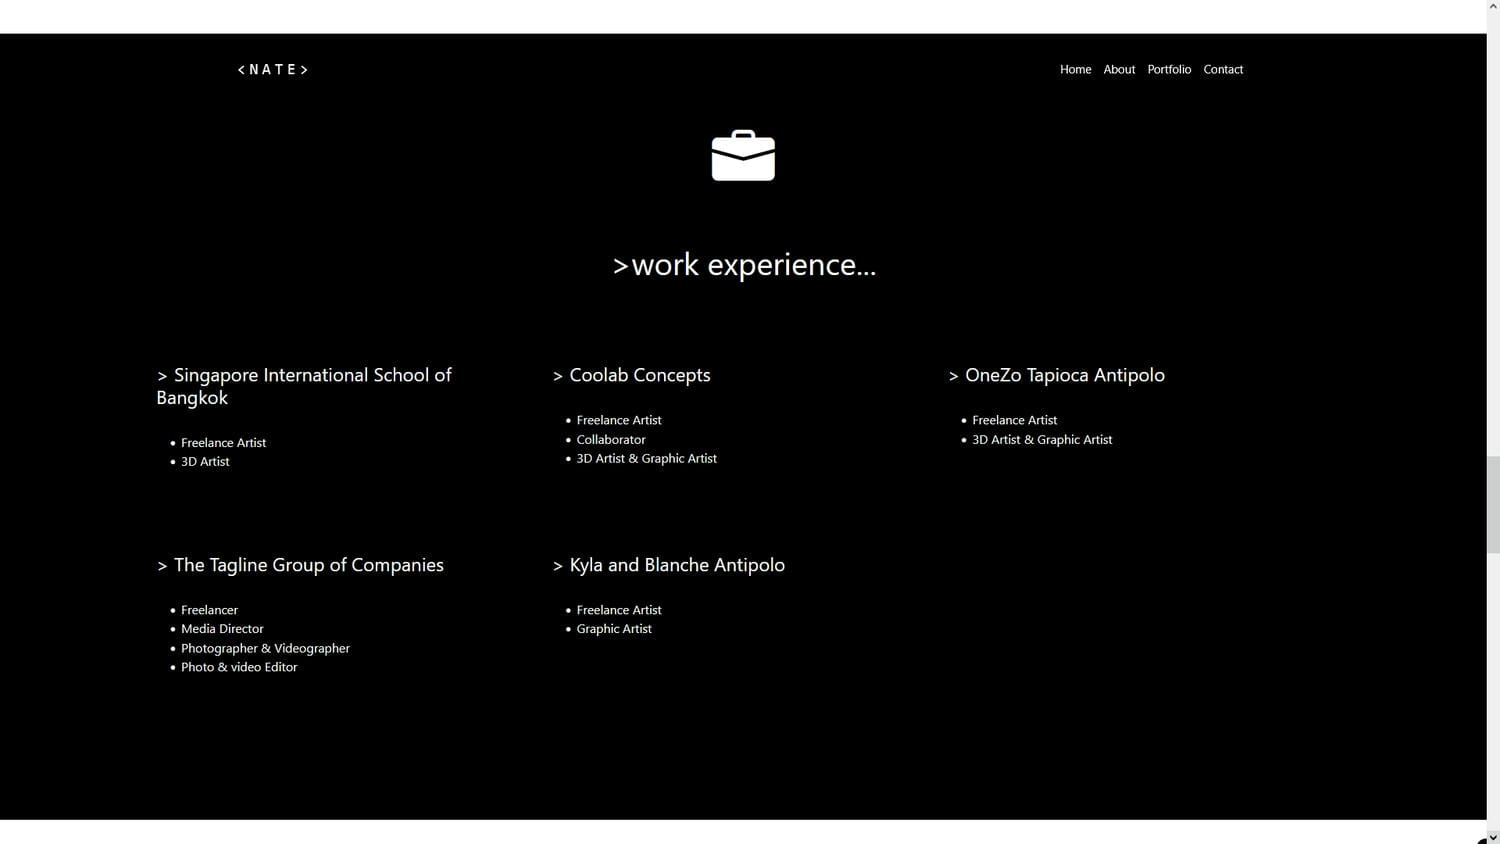 <NATE>
Home About Portfolio Contact
>work experience...
> Singapore International School of
Bangkok
• Freelance Artist
• 3D Artist
> Coolab Concepts
• Freelance Artist
• Collaborator
• 3D Artist & Graphic Artist
> OneZo Tapioca Antipolo
• Freelance Artist
• 3D Artist & Graphic Artist
> The Tagline Group of Companies
• Freelancer
• Media Director
• Photographer & Videographer
• Photo & video Editor
> Kyla and Blanche Antipolo
• Freelance Artist
• Graphic Artist